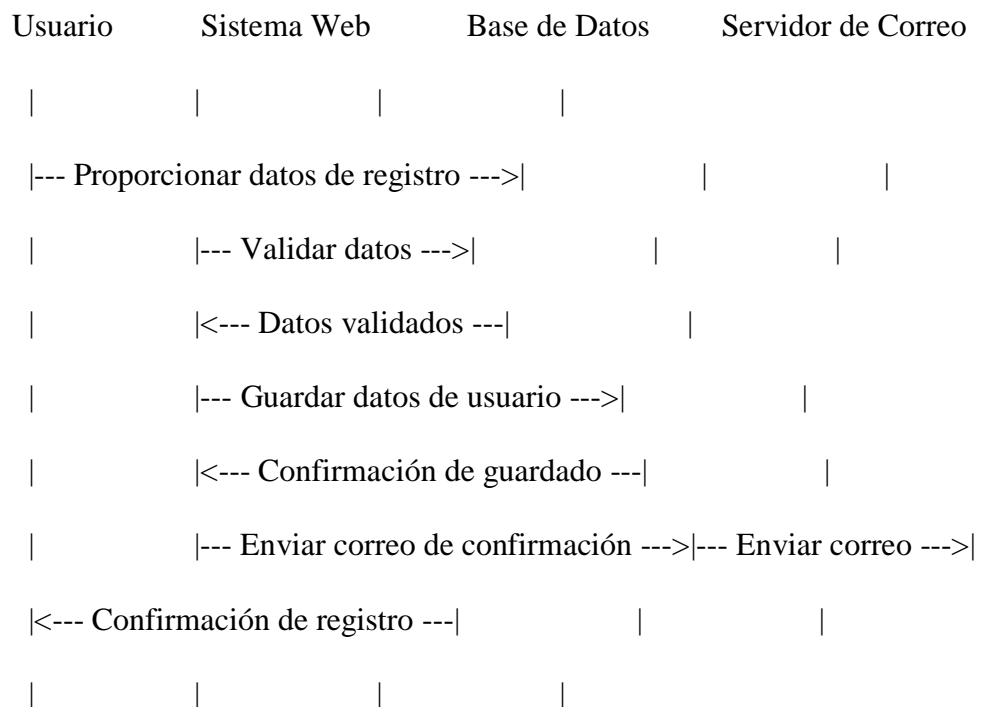 Usuario Sistema Web Base de Datos Servidor de Correo
| | | |
|--- Proporcionar datos de registro --->| | |
| |--- Validar datos --->| | |
| |<--- Datos validados ---| |
| |--- Guardar datos de usuario --->| |
| |<--- Confirmación de guardado ---| |
| |--- Enviar correo de confirmación --->|--- Enviar correo --->|
|<--- Confirmación de registro ---| | |
| | | |